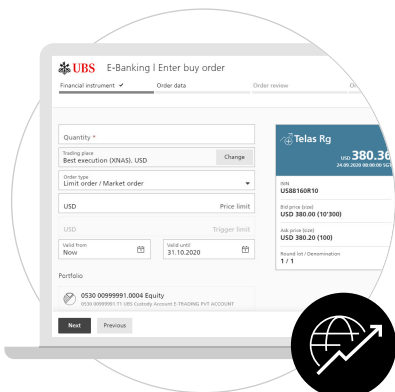 UBS E-Banking | Enter buy order
Financial instrument ✔ Order data Order review
Quantity *
Trading place
Best execution (XNAS). USD Change
Order type
Limit order / Market order
USD Price limit
USD Trigger limit
Valid from
Now
Valid until
31.10.2020
Portfolio
0530 00999991.0004 Equity
0530 00999991.T1 UBS Custody Account E-TRADING PVT ACCOUNT
Next Previous
Telas Rg
USD 380.36
24.09.2020 08:00:00
ISIN
US88160R10
Bid price (size)
USD 380.00 (10'300)
Ask price (size)
USD 380.20 (100)
Round lot / Denomination
1 / 1